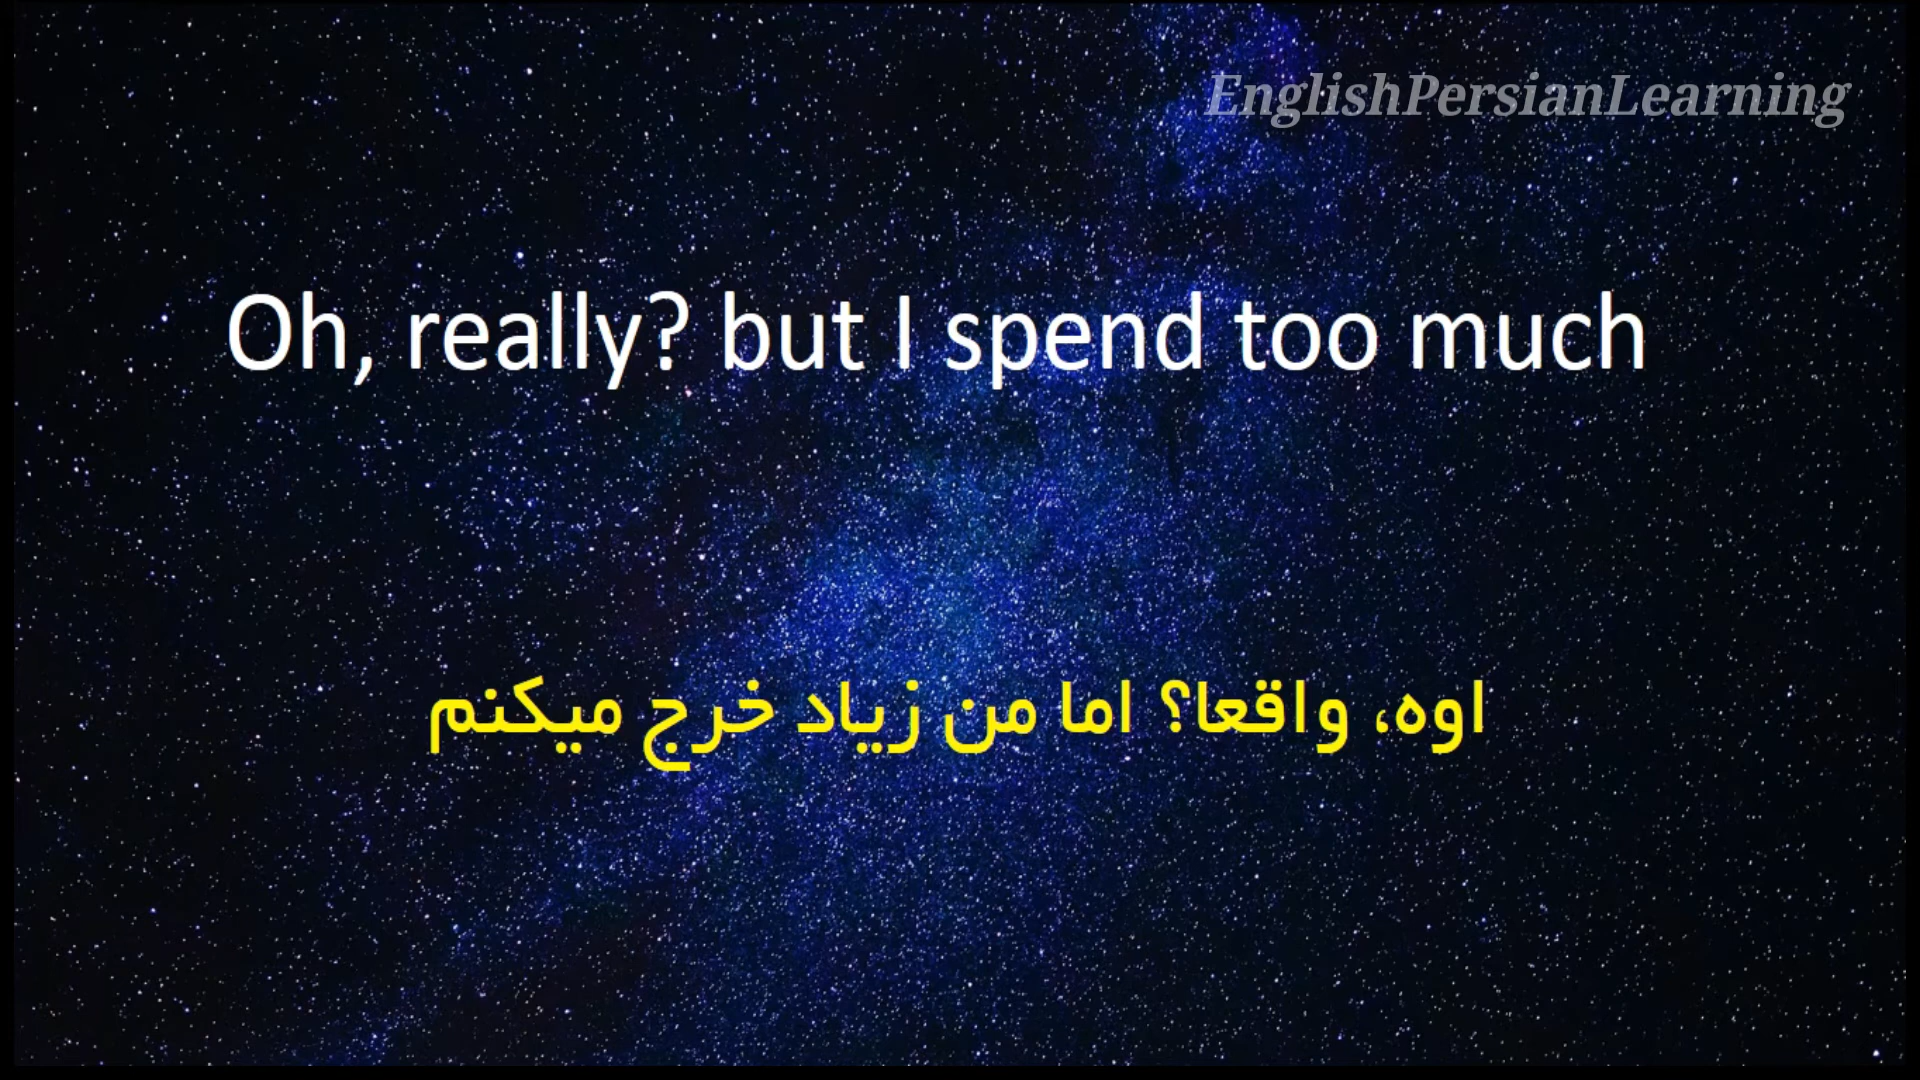 EnglishPersianLearning
Oh, really? but I spend too much
اوه، واقعا؟ اما من زیاد خرج میکنم